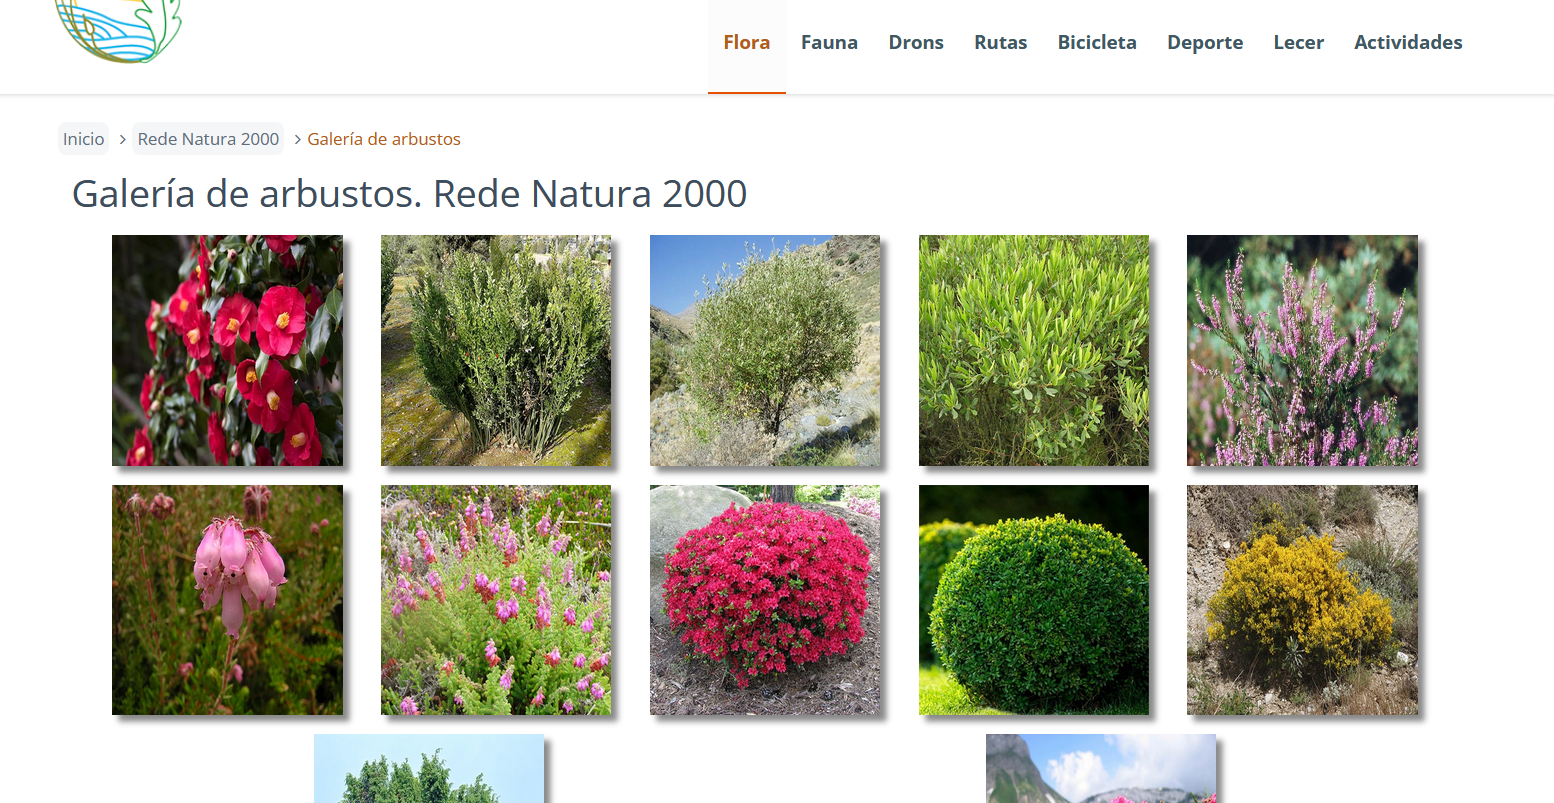 Flora Fauna Drons Rutas Bicicleta Deporte Lecer Actividades
Inicio > Rede Natura 2000 > Galería de arbustos
Galería de arbustos. Rede Natura 2000